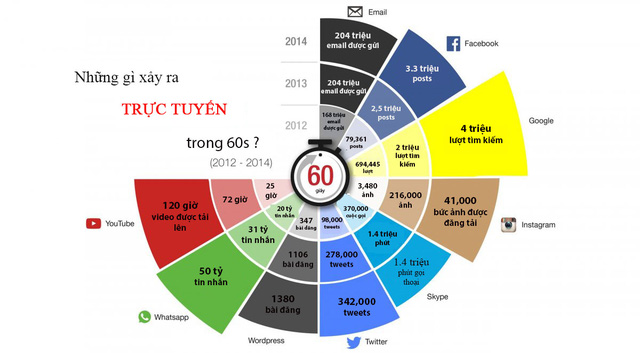 Những gì xảy ra
TRỰC TUYẾN
trong 60s ?
(2012 - 2014)
2014
2013
2012
60
giây
Email
204 triệu
email được gửi
204 triệu
email được gửi
168 triệu
email
được gửi
Facebook
3.3 triệu
posts
2,5 triệu
posts
79,361
posts
Google
4 triệu
lượt tìm kiếm
2 triệu
lượt tìm
kiếm
694,445
lượt
Instagram
41,000
bức ảnh được
đăng tải
216,000
ảnh
3,480
ảnh
Skype
1.4 triệu
phút gọi
thoại
1.4 triệu
phút
370,000
cuộc gọi
Twitter
342,000
tweets
278,000
tweets
98,000
tweets
Wordpress
1380
bài đăng
1106
bài đăng
347
bài đăng
Whatsapp
50 tỷ
tin nhắn
31 tỷ
tin nhắn
20 tỷ
tin nhắn
YouTube
120 giờ
video được tải
lên
72 giờ
25
giờ